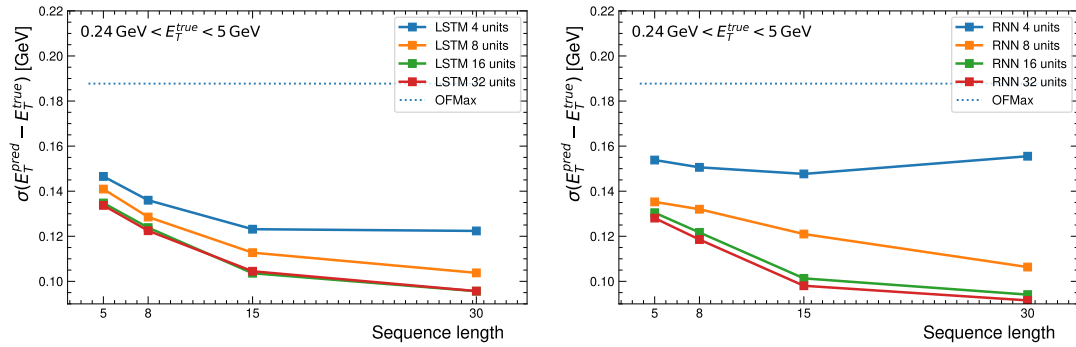 0.24 GeV < E_T^true < 5 GeV
LSTM 4 units
LSTM 8 units
LSTM 16 units
LSTM 32 units
OFMax
σ(E_T^pred − E_T^true) [GeV]
0.22
0.20
0.18
0.16
0.14
0.12
0.10
5
8
15
30
Sequence length
0.24 GeV < E_T^true < 5 GeV
RNN 4 units
RNN 8 units
RNN 16 units
RNN 32 units
OFMax
σ(E_T^pred − E_T^true) [GeV]
0.22
0.20
0.18
0.16
0.14
0.12
0.10
5
8
15
30
Sequence length